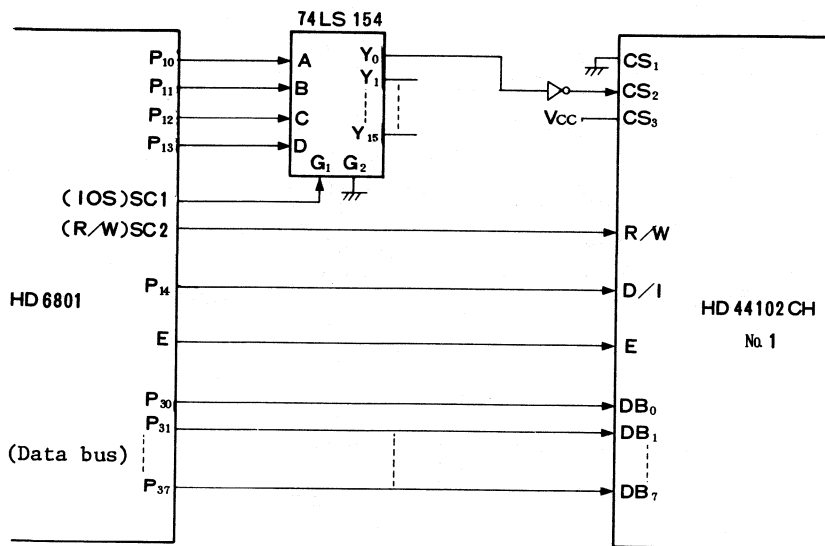 74LS 154
P10
A
Y0
CS1
P11
B
Y1
CS2
P12
C
VCC
CS3
P13
D
Y15
G1
G2
(IOS)SC1
(R/W)SC2
R/W
HD 6801
P14
D/I
HD 44102 CH
E
E
No. 1
P30
DB0
P31
DB1
(Data bus)
P37
DB7